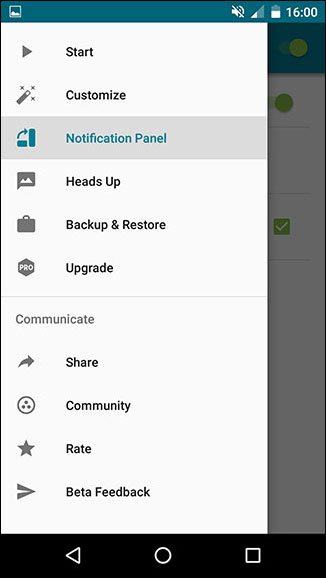 16:00
Start
Customize
Notification Panel
Heads Up
Backup & Restore
PRO
Upgrade
Communicate
Share
Community
Rate
Beta Feedback